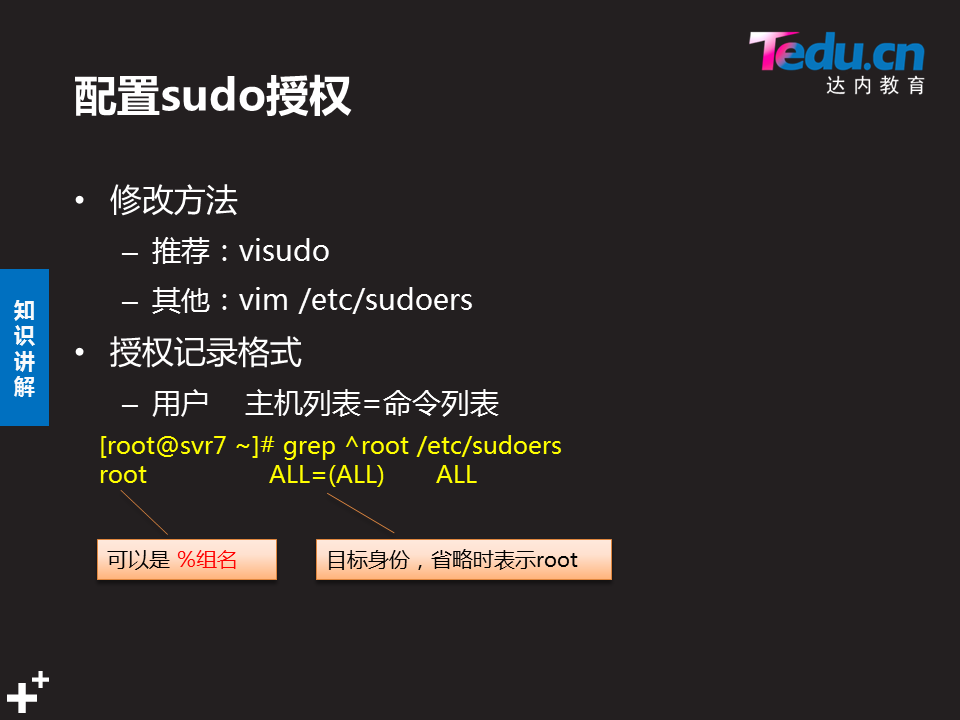 Tedu.cn
达内教育
配置sudo授权
• 修改方法
– 推荐：visudo
– 其他：vim /etc/sudoers
知识讲解
• 授权记录格式
– 用户 主机列表=命令列表
[root@svr7 ~]# grep ^root /etc/sudoers
root ALL=(ALL) ALL
可以是 %组名
目标身份，省略时表示root